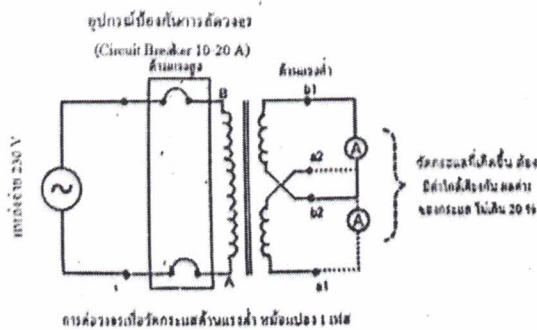 อุปกรณ์ป้องกันการลัดวงจร
(Circuit Breaker 10-20 A)
ด้านแรงสูง
ด้านแรงต่ำ
B
b1
A
a2
แหล่งจ่าย 230 V
b2
A
A
a1
วัดกระแสที่เกิดขึ้น ต้อง
มีค่าใกล้เคียงกัน ผลต่าง
ของกระแส ไม่เกิน 20 %
การต่อวงจรเพื่อวัดกระแสด้านแรงต่ำ หม้อแปลง 1 เฟส